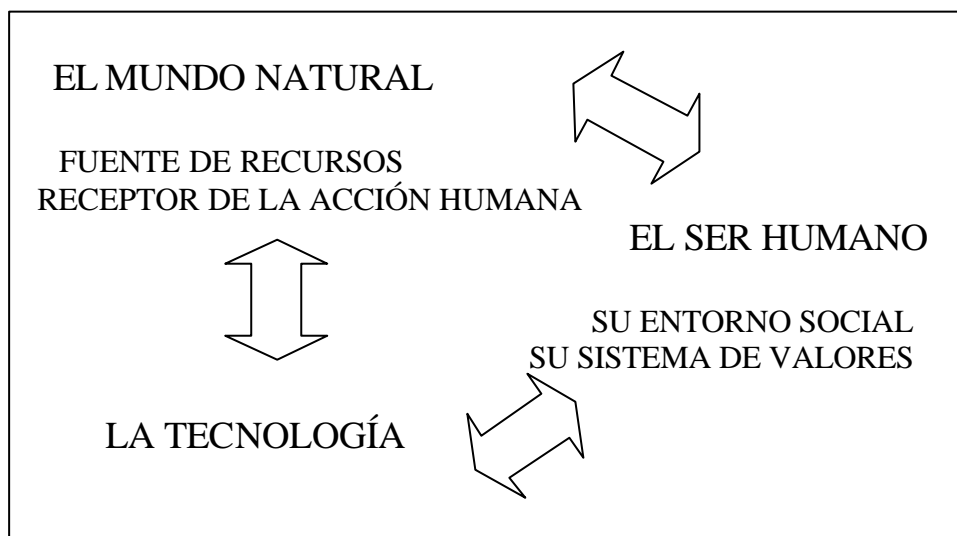 EL MUNDO NATURAL
FUENTE DE RECURSOS
RECEPTOR DE LA ACCIÓN HUMANA
EL SER HUMANO
SU ENTORNO SOCIAL
SU SISTEMA DE VALORES
LA TECNOLOGÍA